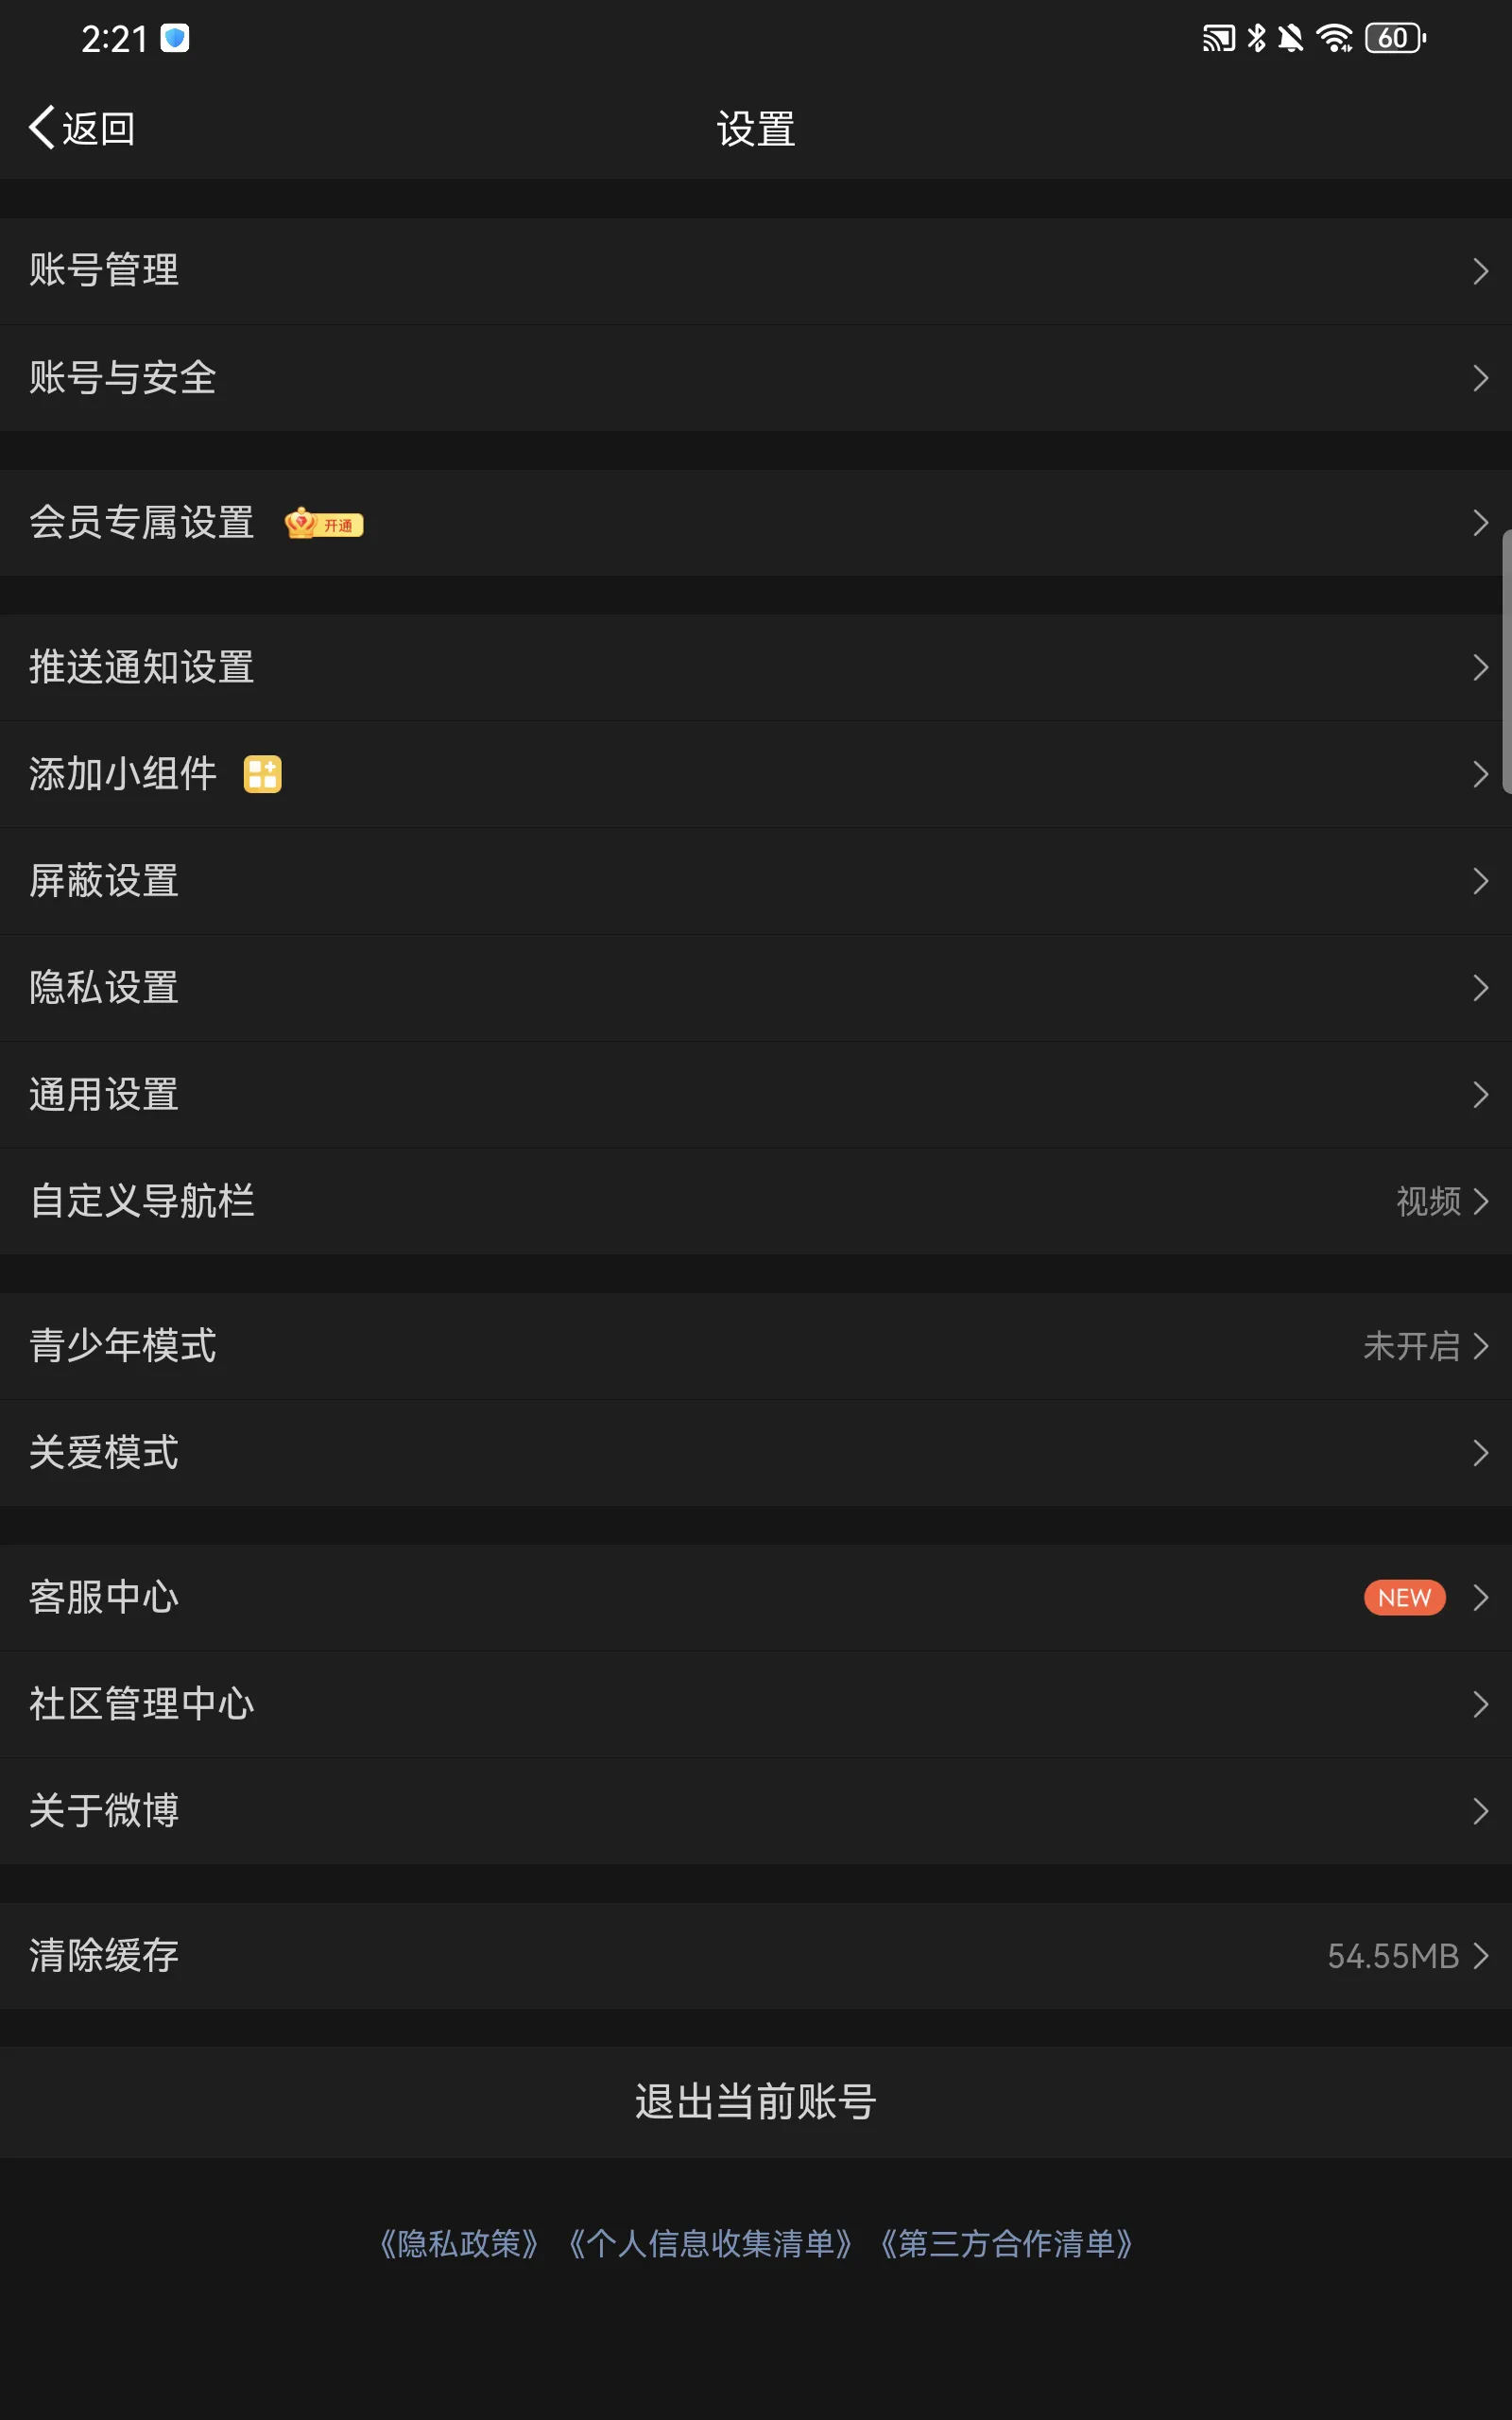 2:21
60
返回
设置
账号管理
账号与安全
会员专属设置 开通
推送通知设置
添加小组件
屏蔽设置
隐私设置
通用设置
自定义导航栏 视频
青少年模式 未开启
关爱模式
客服中心 NEW
社区管理中心
关于微博
清除缓存 54.55MB
退出当前账号
《隐私政策》 《个人信息收集清单》 《第三方合作清单》